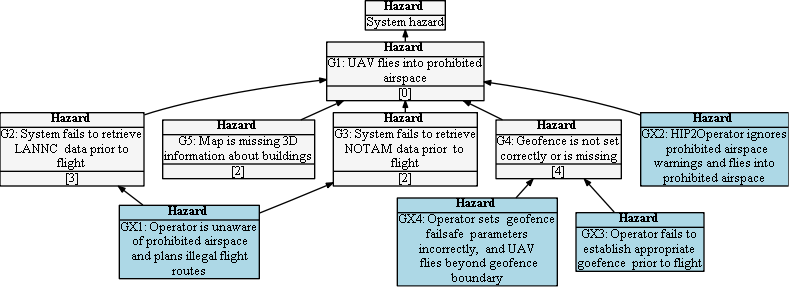 Hazard
System hazard
Hazard
G1: UAV flies into prohibited
airspace
[0]
Hazard
G2: System fails to retrieve
LANNC data prior to
flight
[3]
Hazard
G5: Map is missing 3D
information about buildings
[2]
Hazard
G3: System fails to retrieve
NOTAM data prior to
flight
[2]
Hazard
G4: Geofence is not set
correctly or is missing
[4]
Hazard
GX2: HIP2Operator ignores
prohibited airspace
warnings and flies into
prohibited airspace
Hazard
GX1: Operator is unaware
of prohibited airspace
and plans illegal flight
routes
Hazard
GX4: Operator sets geofence
failsafe parameters
incorrectly, and UAV
flies beyond geofence
boundary
Hazard
GX3: Operator fails to
establish appropriate
goefence prior to flight